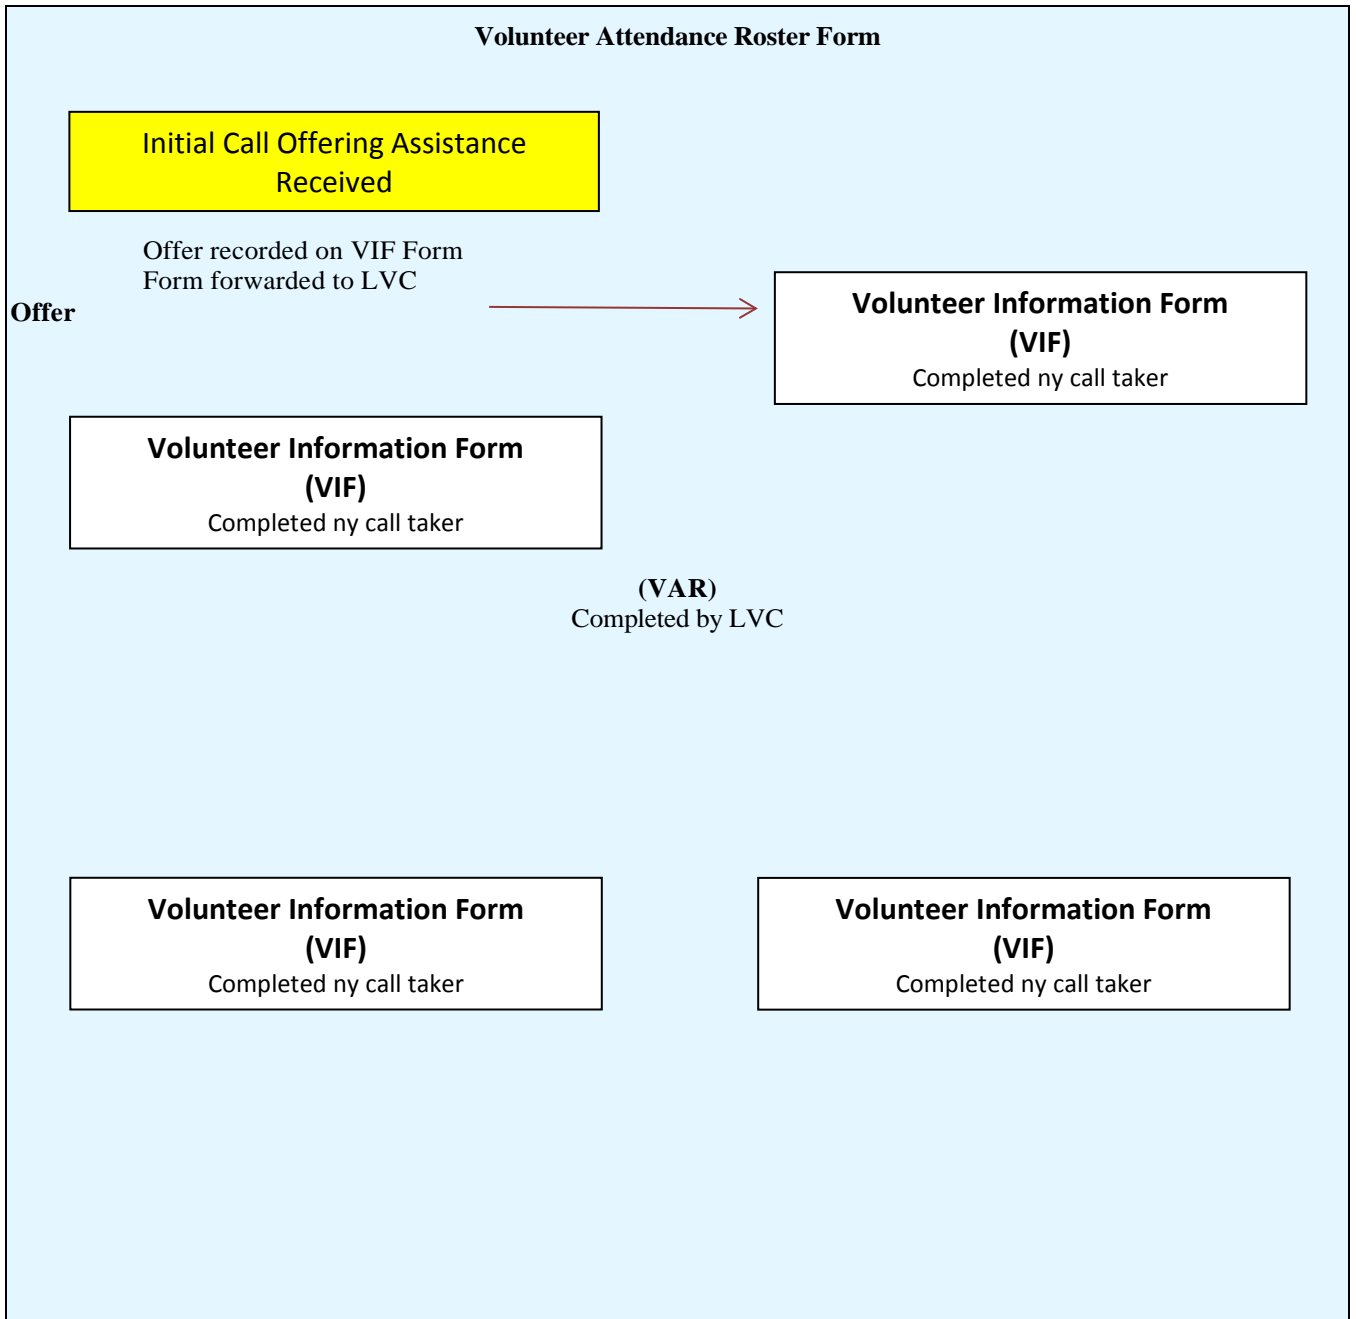 Volunteer Attendance Roster Form
Initial Call Offering Assistance
Received
Offer recorded on VIF Form
Form forwarded to LVC
Offer
Volunteer Information Form
(VIF)
Completed ny call taker
Volunteer Information Form
(VIF)
Completed ny call taker
(VAR)
Completed by LVC
Volunteer Information Form
(VIF)
Completed ny call taker
Volunteer Information Form
(VIF)
Completed ny call taker